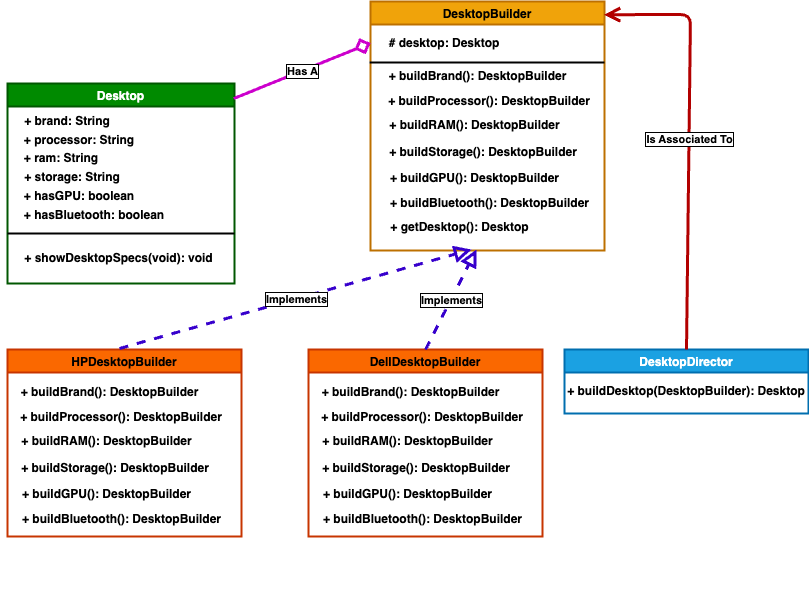 DesktopBuilder
# desktop: Desktop
+ buildBrand(): DesktopBuilder
+ buildProcessor(): DesktopBuilder
+ buildRAM(): DesktopBuilder
+ buildStorage(): DesktopBuilder
+ buildGPU(): DesktopBuilder
+ buildBluetooth(): DesktopBuilder
+ getDesktop(): Desktop
Has A
Desktop
+ brand: String
+ processor: String
+ ram: String
+ storage: String
+ hasGPU: boolean
+ hasBluetooth: boolean
+ showDesktopSpecs(void): void
Is Associated To
Implements
Implements
HPDesktopBuilder
+ buildBrand(): DesktopBuilder
+ buildProcessor(): DesktopBuilder
+ buildRAM(): DesktopBuilder
+ buildStorage(): DesktopBuilder
+ buildGPU(): DesktopBuilder
+ buildBluetooth(): DesktopBuilder
DellDesktopBuilder
+ buildBrand(): DesktopBuilder
+ buildProcessor(): DesktopBuilder
+ buildRAM(): DesktopBuilder
+ buildStorage(): DesktopBuilder
+ buildGPU(): DesktopBuilder
+ buildBluetooth(): DesktopBuilder
DesktopDirector
+ buildDesktop(DesktopBuilder): Desktop